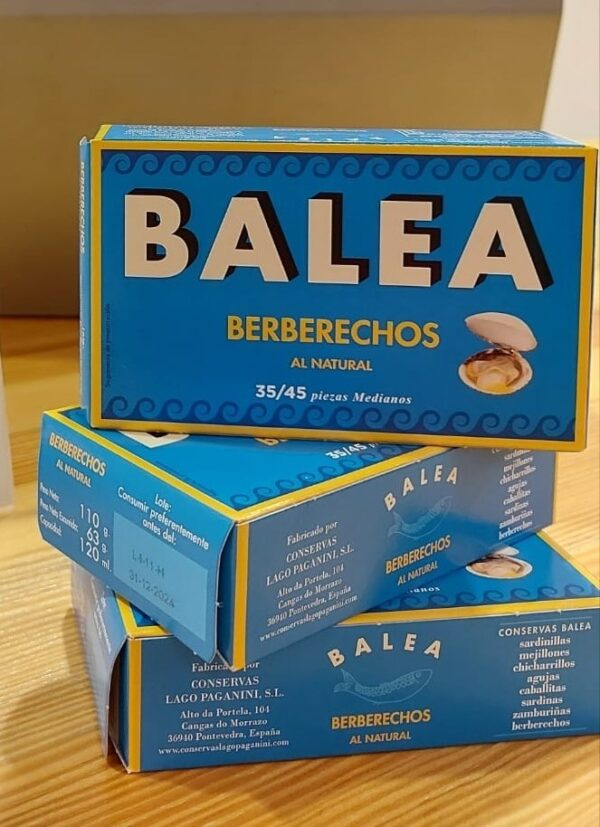 BALEA
BERBERECHOS
AL NATURAL
35/45 piezas Medianos
BERBERECHOS
AL NATURAL
Peso Neto: 110 g.
Peso Neto Escurrido: 63 g.
Capacidad: 120 ml.
Lote:
Consumir preferentemente
antes del:
31-12-2024
35/45
Fabricado por
CONSERVAS
LAGO PAGANINI, S.L.
Alto da Portela, 104
Cangas do Morrazo
36940 Pontevedra, España
www.conservaslagopaganini.com
BALEA
BERBERECHOS
AL NATURAL
mejillones
chicharrillos
agujas
caballitas
sardinas
zamburiñas
berberechos
CONSERVAS
LAGO PAGANINI, S.L.
Alto da Portela, 104
Cangas do Morrazo
36940 Pontevedra, España
www.conservaslagopaganini.com
BALEA
BERBERECHOS
AL NATURAL
CONSERVAS BALEA
sardinillas
mejillones
chicharrillos
agujas
caballitas
sardinas
zamburiñas
berberechos